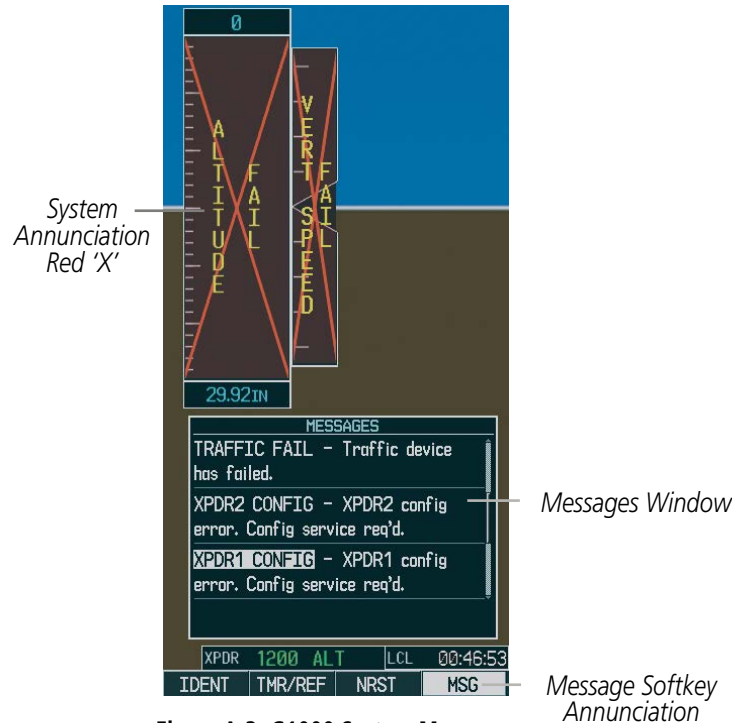 0
ALTITUDE FAIL
VERT SPEED FAIL
System
Annunciation
Red 'X'
29.92IN
MESSAGES
TRAFFIC FAIL – Traffic device
has failed.
XPDR2 CONFIG – XPDR2 config
error. Config service req'd.
Messages Window
XPDR1 CONFIG – XPDR1 config
error. Config service req'd.
XPDR 1200 ALT LCL 00:46:53
IDENT TMR/REF NRST MSG
Message Softkey
Annunciation